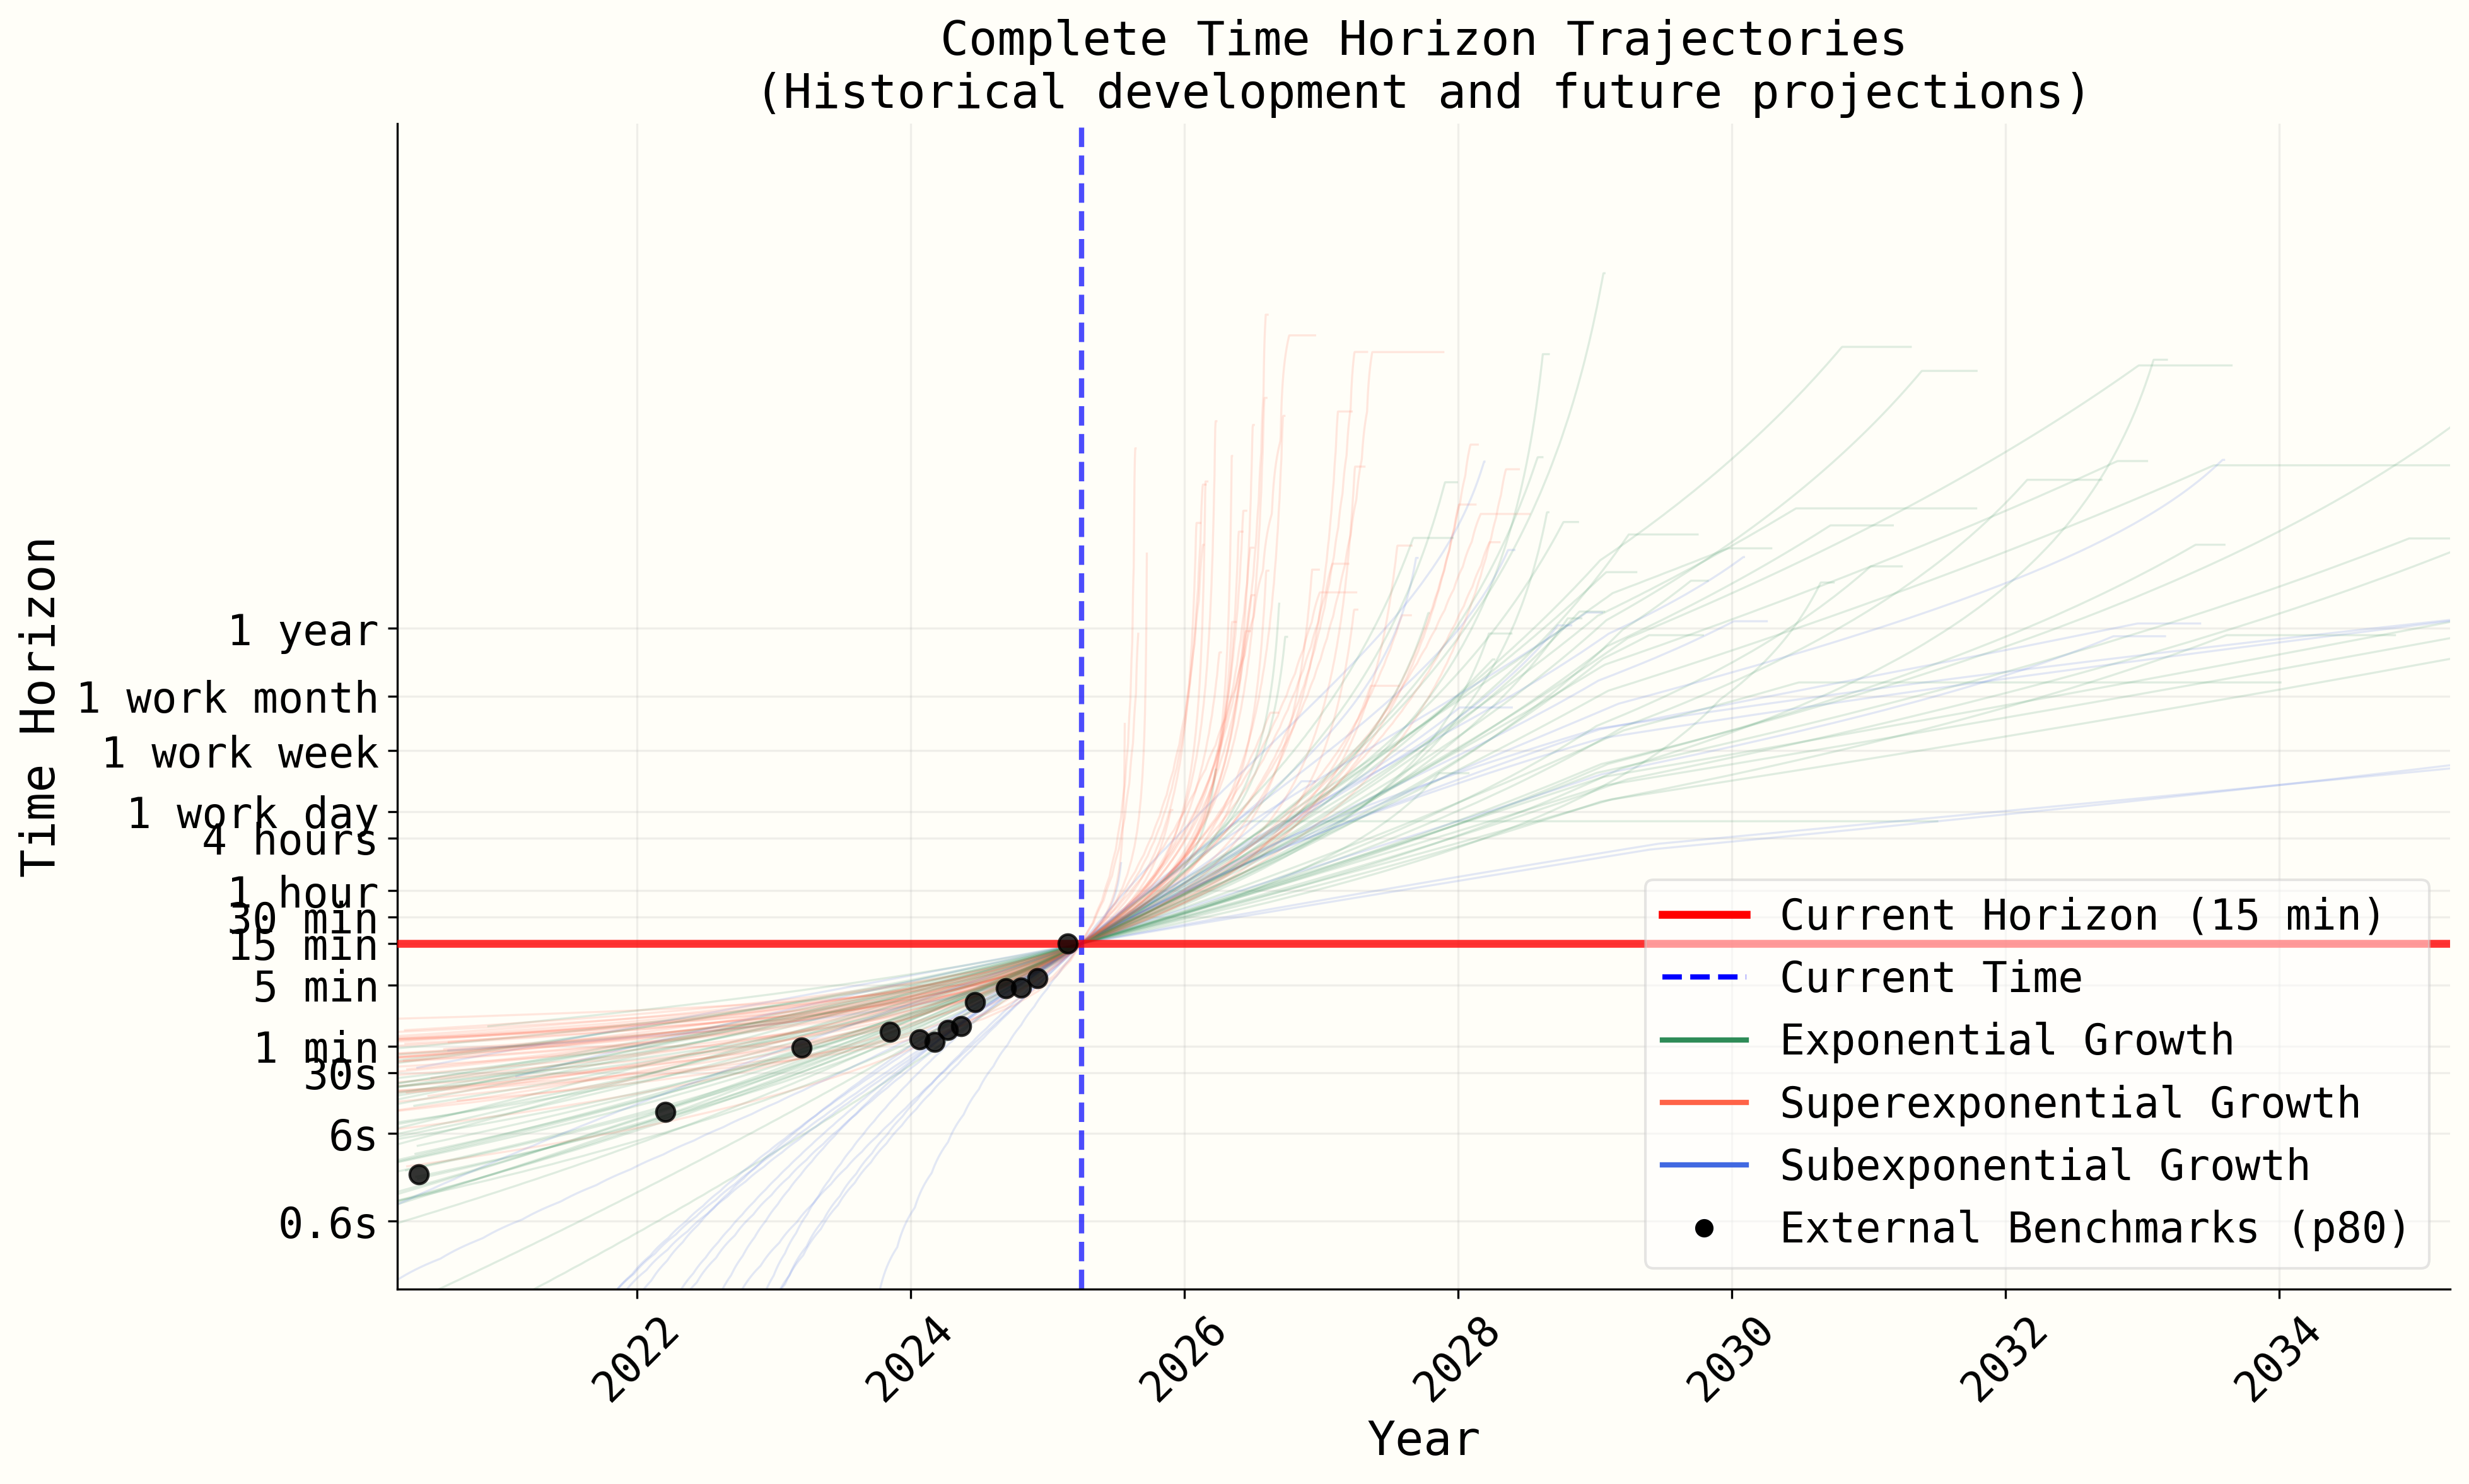 Complete Time Horizon Trajectories
(Historical development and future projections)
Time Horizon
1 year
1 work month
1 work week
1 work day
4 hours
1 hour
30 min
15 min
5 min
1 min
30s
6s
0.6s
Current Horizon (15 min)
Current Time
Exponential Growth
Superexponential Growth
Subexponential Growth
External Benchmarks (p80)
2022
2024
2026
2028
2030
2032
2034
Year